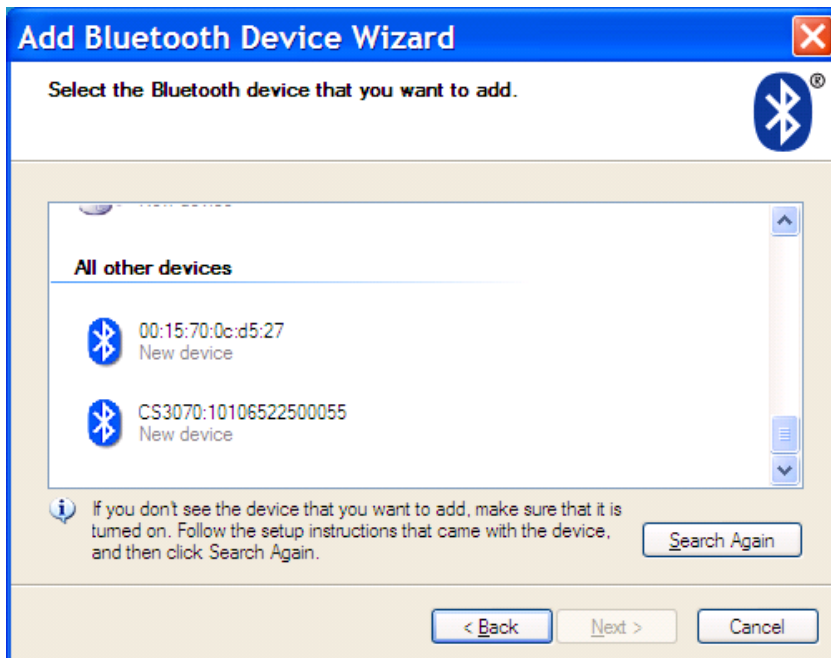 Add Bluetooth Device Wizard
Select the Bluetooth device that you want to add.
®
New device
All other devices
00:15:70:0c:d5:27
New device
CS3070:10106522500055
New device
If you don't see the device that you want to add, make sure that it is
turned on. Follow the setup instructions that came with the device,
and then click Search Again.
Search Again
< Back
Next >
Cancel